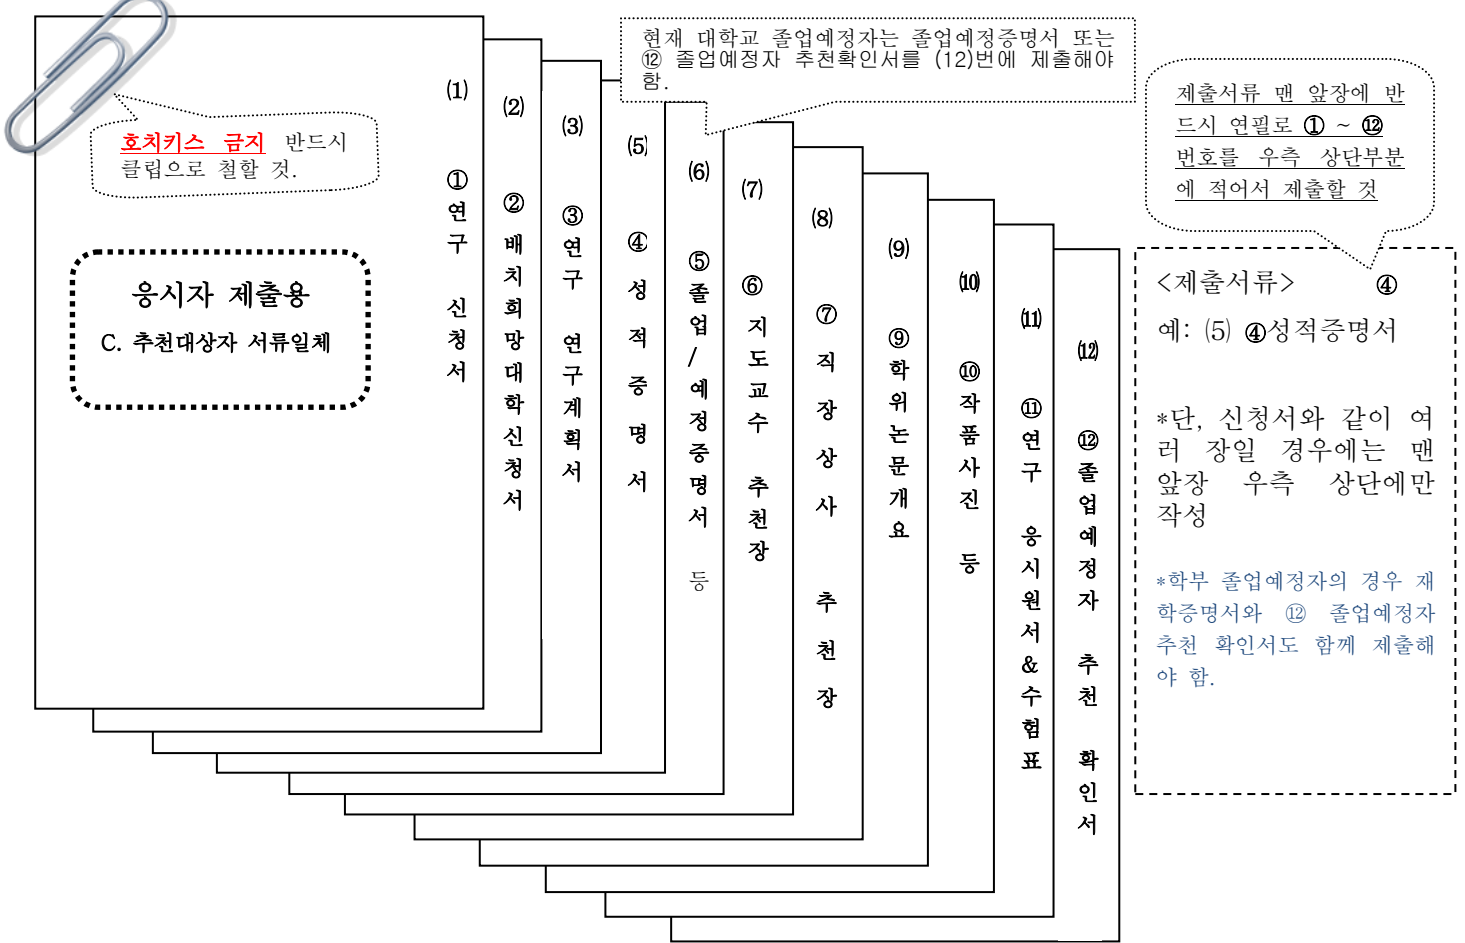 현재 대학교 졸업예정자는 졸업예정증명서 또는
⑫ 졸업예정자 추천확인서를 (12)번에 제출해야
함.
호치키스 금지 반드시
클립으로 철할 것.
응시자 제출용
C. 추천대상자 서류일체
(1) ①연구 신청서
(2) ②배치희망대학신청서
(3) ③연구 연구계획서
(5) ④성적증명서
(6) ⑤졸업/예정증명서 등
(7) ⑥지도교수 추천장
(8) ⑦직장상사 추천장
(9) ⑨학위논문개요
(10) ⑩작품사진 등
(11) ⑪연구 응시원서&수험표
(12) ⑫졸업예정자 추천 확인서
제출서류 맨 앞장에 반
드시 연필로 ① ~ ⑫
번호를 우측 상단부분
에 적어서 제출할 것
<제출서류> ④
예: (5) ④성적증명서
*단, 신청서와 같이 여
러 장일 경우에는 맨
앞장 우측 상단에만
작성
*학부 졸업예정자의 경우 재
학증명서와 ⑫ 졸업예정자
추천 확인서도 함께 제출해
야 함.